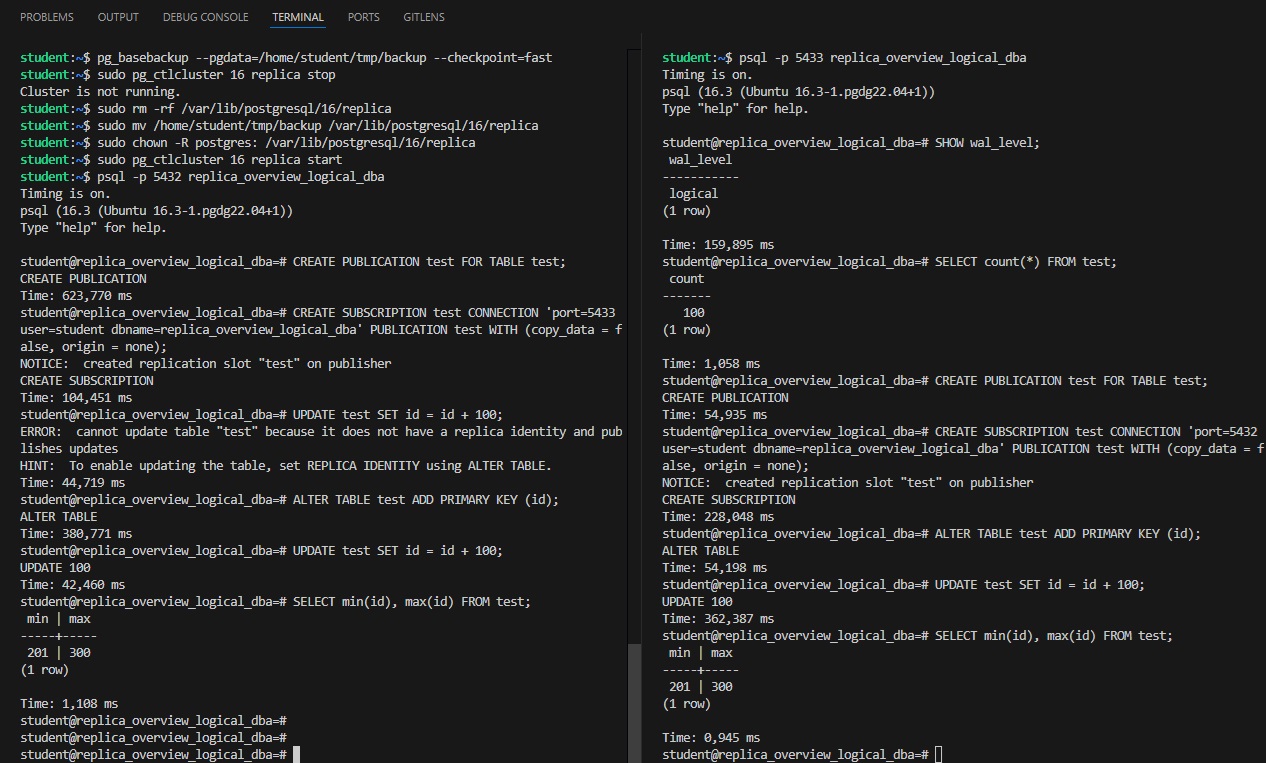 PROBLEMS OUTPUT DEBUG CONSOLE TERMINAL PORTS GITLENS
student:~$ pg_basebackup --pgdata=/home/student/tmp/backup --checkpoint=fast
student:~$ sudo pg_ctlcluster 16 replica stop
Cluster is not running.
student:~$ sudo rm -rf /var/lib/postgresql/16/replica
student:~$ sudo mv /home/student/tmp/backup /var/lib/postgresql/16/replica
student:~$ sudo chown -R postgres: /var/lib/postgresql/16/replica
student:~$ sudo pg_ctlcluster 16 replica start
student:~$ psql -p 5432 replica_overview_logical_dba
Timing is on.
psql (16.3 (Ubuntu 16.3-1.pgdg22.04+1))
Type "help" for help.
student@replica_overview_logical_dba=# CREATE PUBLICATION test FOR TABLE test;
CREATE PUBLICATION
Time: 623,770 ms
student@replica_overview_logical_dba=# CREATE SUBSCRIPTION test CONNECTION 'port=5433
user=student dbname=replica_overview_logical_dba' PUBLICATION test WITH (copy_data = f
alse, origin = none);
NOTICE:  created replication slot "test" on publisher
CREATE SUBSCRIPTION
Time: 104,451 ms
student@replica_overview_logical_dba=# UPDATE test SET id = id + 100;
ERROR:  cannot update table "test" because it does not have a replica identity and pub
lishes updates
HINT:  To enable updating the table, set REPLICA IDENTITY using ALTER TABLE.
Time: 44,719 ms
student@replica_overview_logical_dba=# ALTER TABLE test ADD PRIMARY KEY (id);
ALTER TABLE
Time: 380,771 ms
student@replica_overview_logical_dba=# UPDATE test SET id = id + 100;
UPDATE 100
Time: 42,460 ms
student@replica_overview_logical_dba=# SELECT min(id), max(id) FROM test;
 min | max
-----+-----
 201 | 300
(1 row)
Time: 1,108 ms
student@replica_overview_logical_dba=#
student@replica_overview_logical_dba=#
student@replica_overview_logical_dba=#
student:~$ psql -p 5433 replica_overview_logical_dba
Timing is on.
psql (16.3 (Ubuntu 16.3-1.pgdg22.04+1))
Type "help" for help.
student@replica_overview_logical_dba=# SHOW wal_level;
 wal_level
-----------
 logical
(1 row)
Time: 159,895 ms
student@replica_overview_logical_dba=# SELECT count(*) FROM test;
 count
-------
   100
(1 row)
Time: 1,058 ms
student@replica_overview_logical_dba=# CREATE PUBLICATION test FOR TABLE test;
CREATE PUBLICATION
Time: 54,935 ms
student@replica_overview_logical_dba=# CREATE SUBSCRIPTION test CONNECTION 'port=5432
user=student dbname=replica_overview_logical_dba' PUBLICATION test WITH (copy_data = f
alse, origin = none);
NOTICE:  created replication slot "test" on publisher
CREATE SUBSCRIPTION
Time: 228,048 ms
student@replica_overview_logical_dba=# ALTER TABLE test ADD PRIMARY KEY (id);
ALTER TABLE
Time: 54,198 ms
student@replica_overview_logical_dba=# UPDATE test SET id = id + 100;
UPDATE 100
Time: 362,387 ms
student@replica_overview_logical_dba=# SELECT min(id), max(id) FROM test;
 min | max
-----+-----
 201 | 300
(1 row)
Time: 0,945 ms
student@replica_overview_logical_dba=#